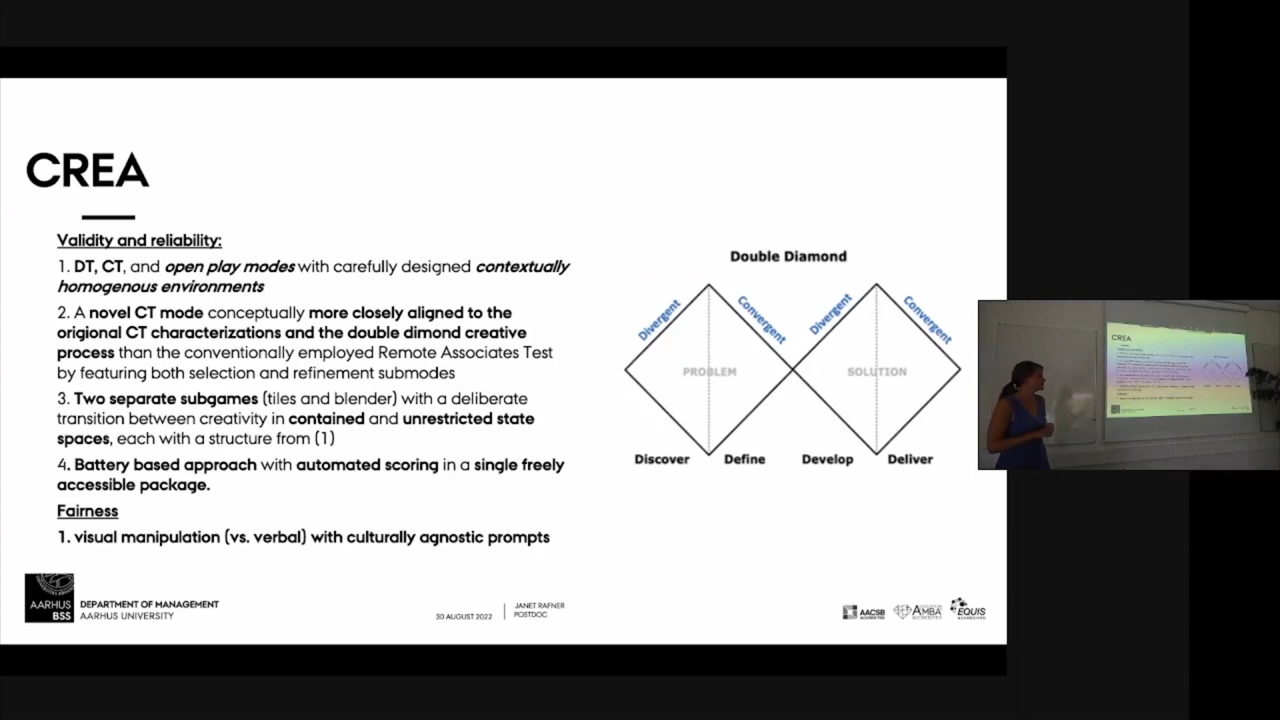 CREA
Validity and reliability:
1. DT, CT, and open play modes with carefully designed contextually
homogenous environments
2. A novel CT mode conceptually more closely aligned to the
origional CT characterizations and the double dimond creative
process than the conventionally employed Remote Associates Test
by featuring both selection and refinement submodes
3. Two separate subgames (tiles and blender) with a deliberate
transition between creativity in contained and unrestricted state
spaces, each with a structure from (1)
4. Battery based approach with automated scoring in a single freely
accessible package.
Fairness
1. visual manipulation (vs. verbal) with culturally agnostic prompts
Double Diamond
Divergent
Convergent
Divergent
Convergent
PROBLEM
SOLUTION
Discover
Define
Develop
Deliver
AARHUS
BSS
DEPARTMENT OF MANAGEMENT
AARHUS UNIVERSITY
30 AUGUST 2022
JANET RAFNER
POSTDOC
AACSB
ACCREDITED
AMBA
ACCREDITED
EQUIS
ACCREDITED
CREA